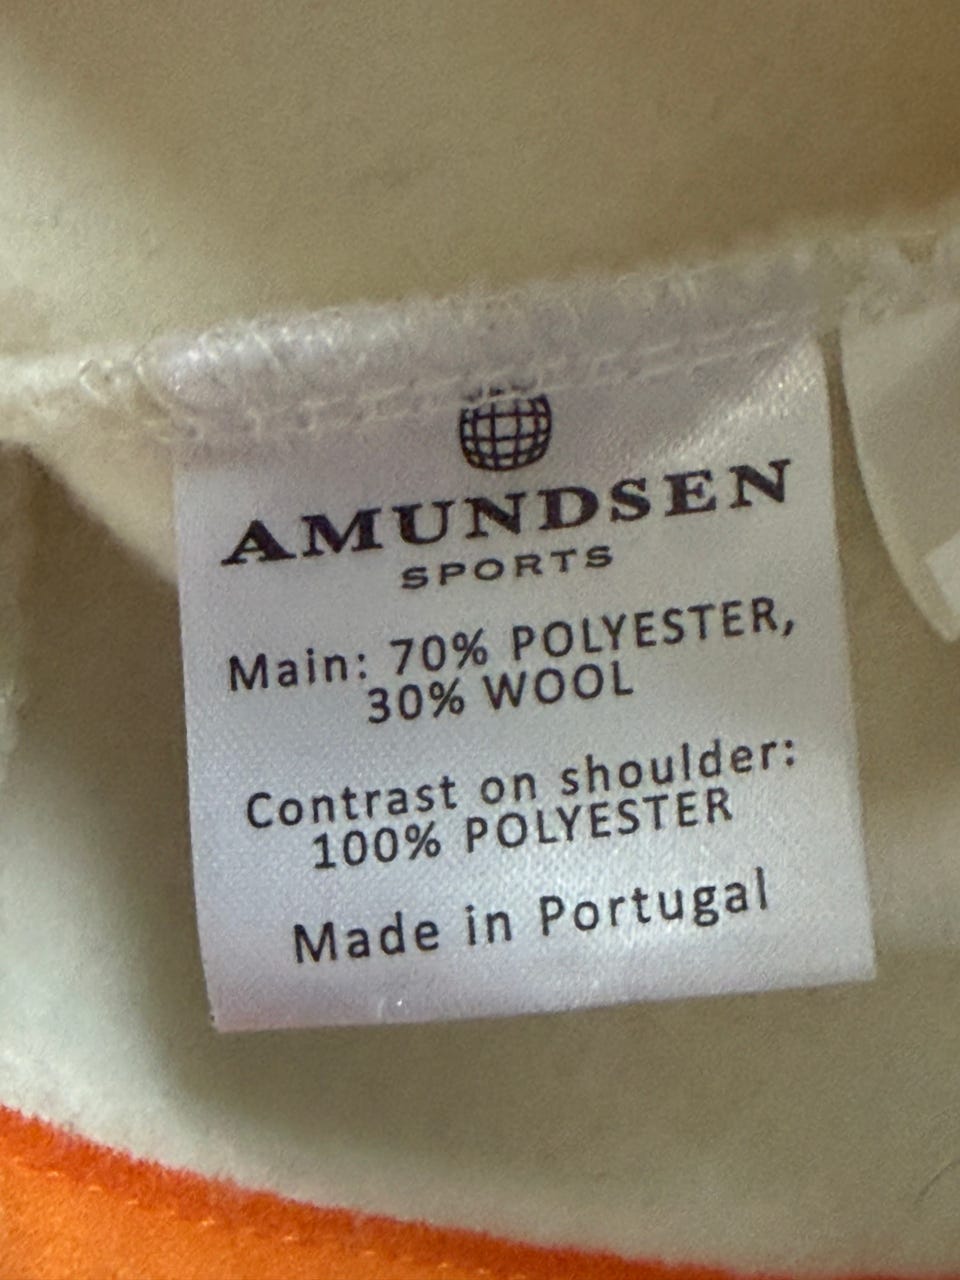 AMUNDSEN
SPORTS
Main: 70% POLYESTER,
30% WOOL
Contrast on shoulder:
100% POLYESTER
Made in Portugal